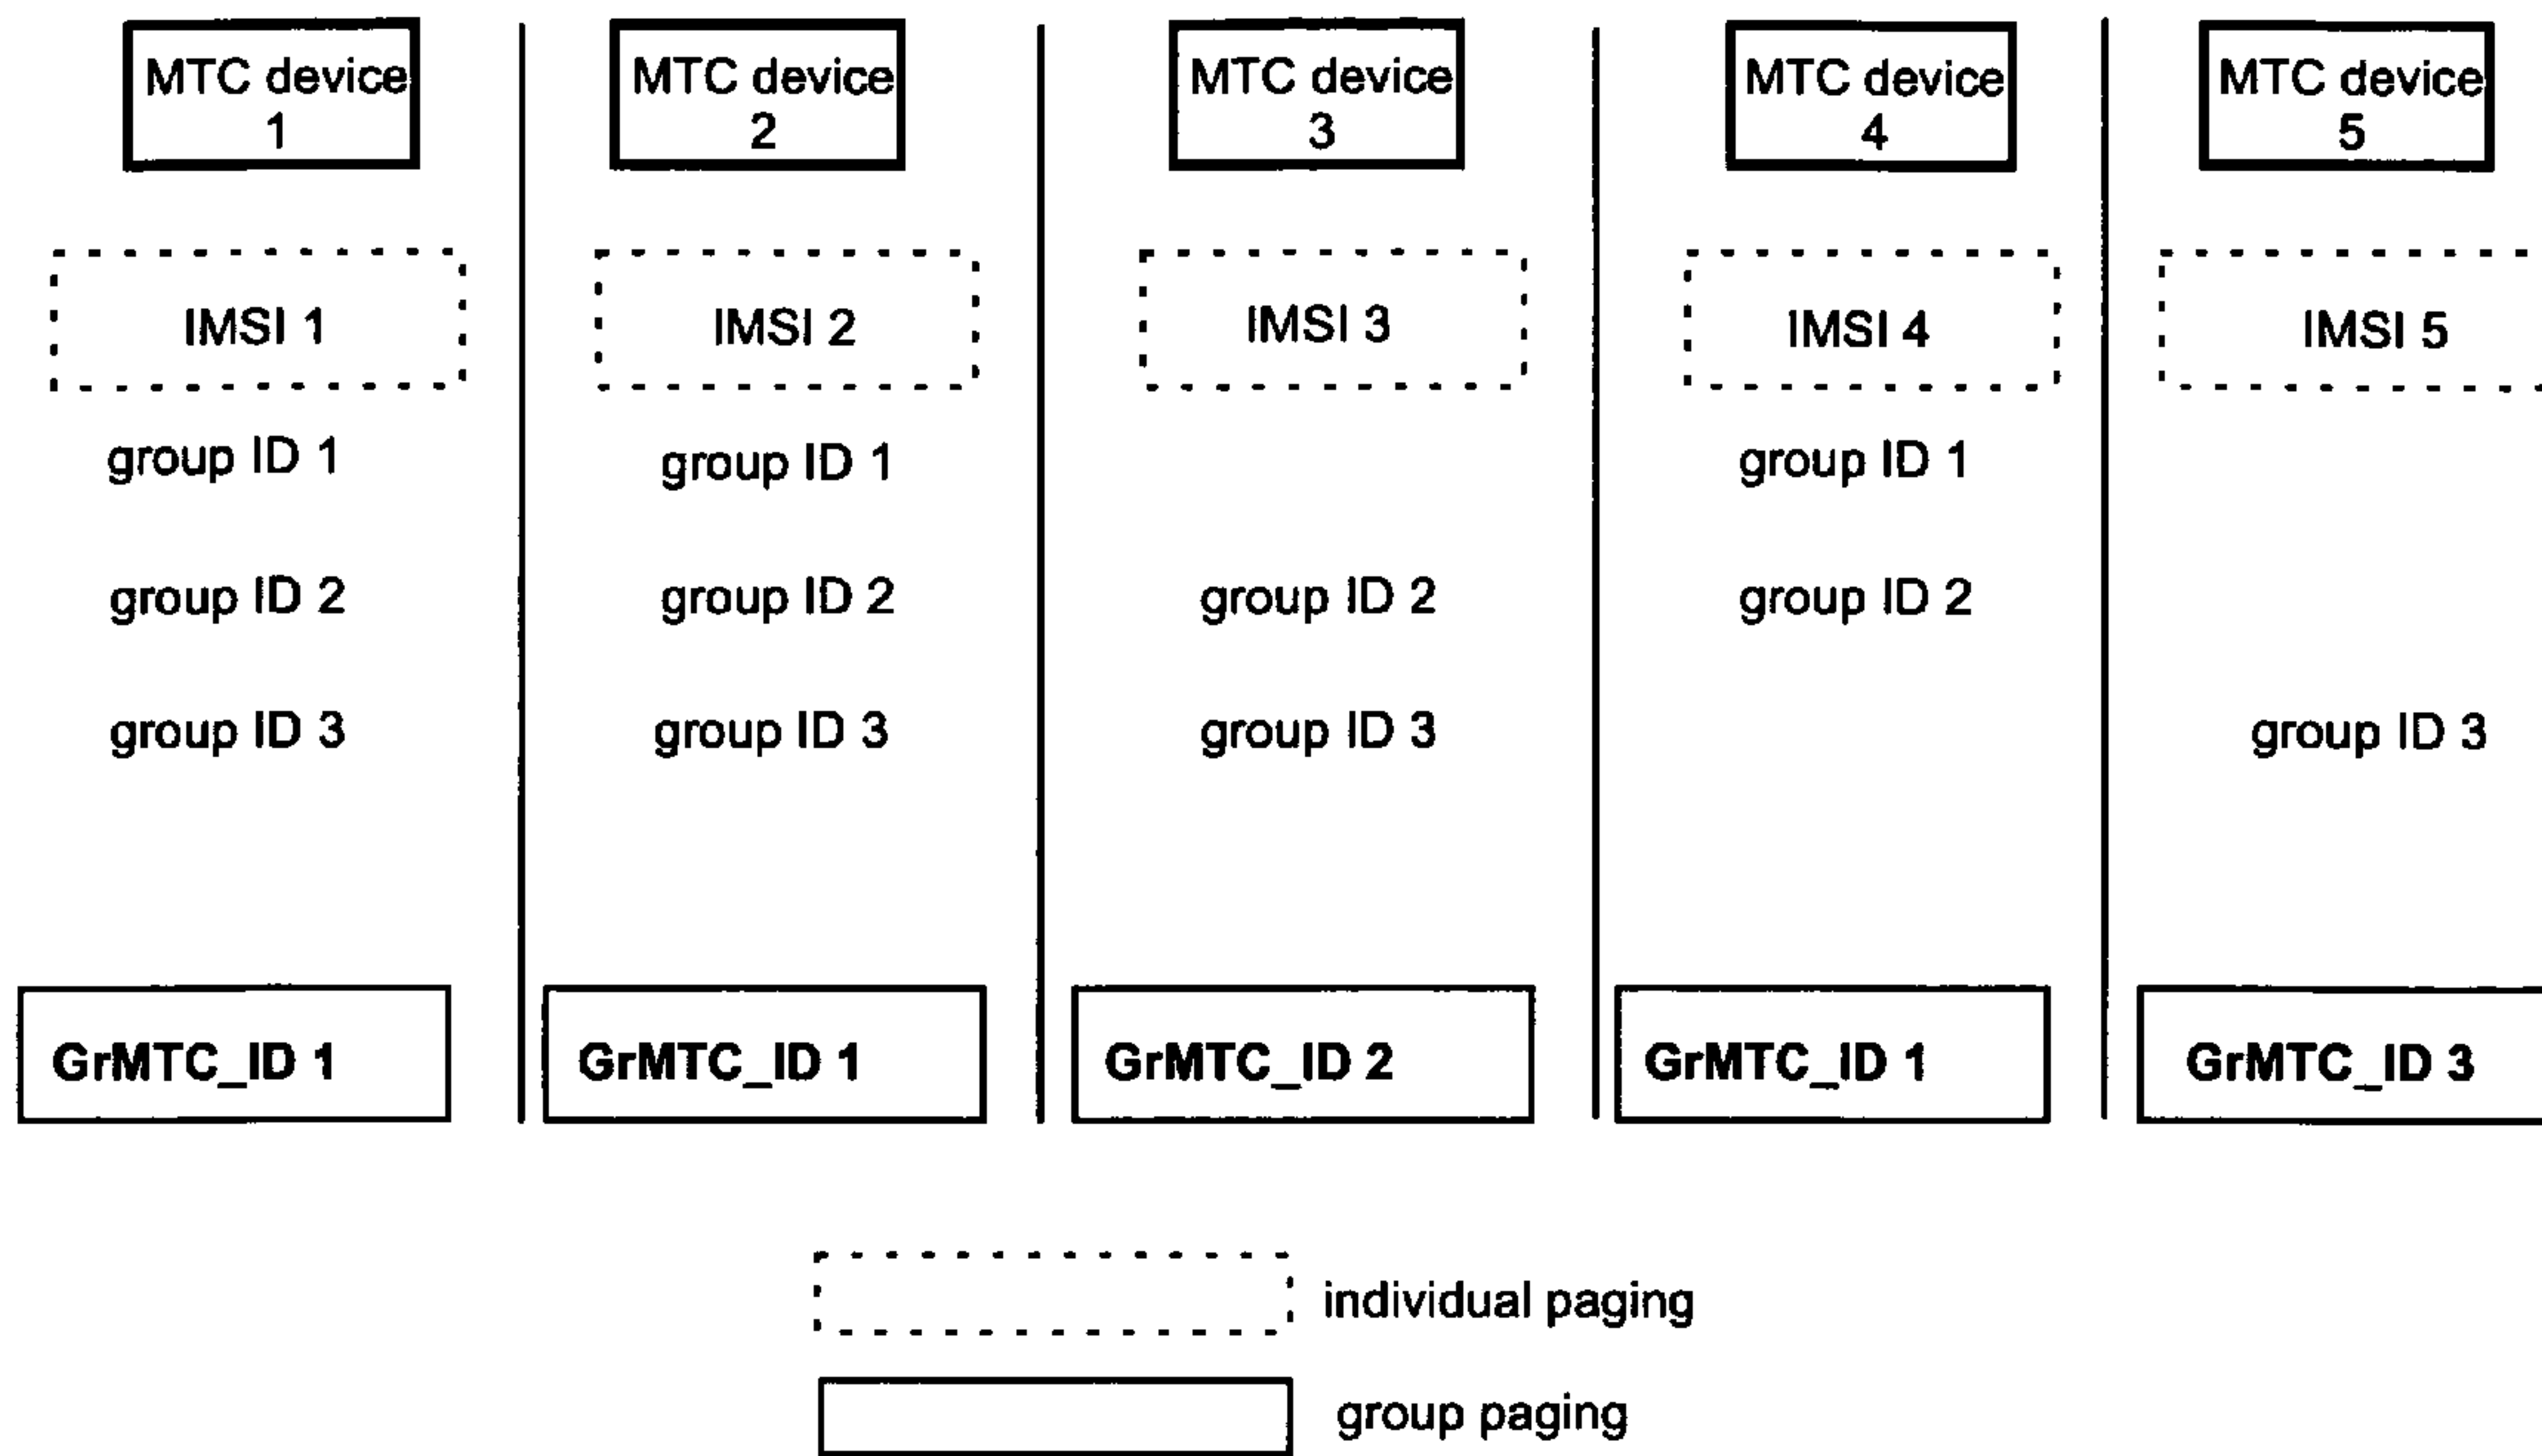 MTC device
1
MTC device
2
MTC device
3
MTC device
4
MTC device
5
IMSI 1
IMSI 2
IMSI 3
IMSI 4
IMSI 5
group ID 1
group ID 1
group ID 1
group ID 2
group ID 2
group ID 2
group ID 2
group ID 3
group ID 3
group ID 3
group ID 3
GrMTC_ID 1
GrMTC_ID 1
GrMTC_ID 2
GrMTC_ID 1
GrMTC_ID 3
individual paging
group paging